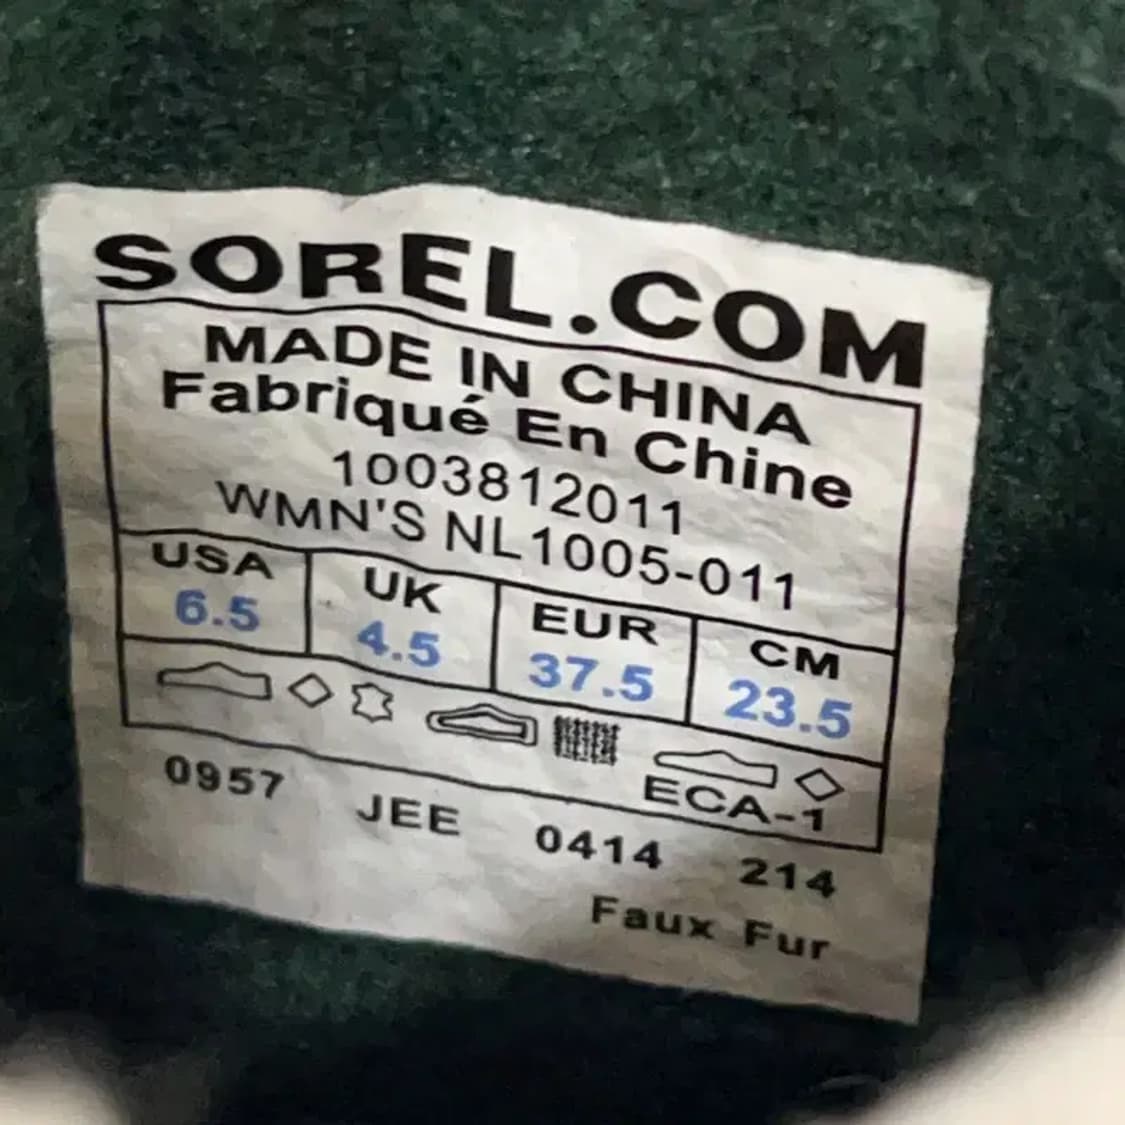 SOREL.COM
MADE IN CHINA
Fabriqué En Chine
1003812011
WMN'S NL1005-011
USA UK EUR CM
6.5 4.5 37.5 23.5
ECA-1
0957 JEE 0414 214
Faux Fur